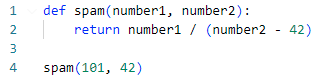 1 def spam(number1, number2):
2     return number1 / (number2 - 42)
3
4 spam(101, 42)